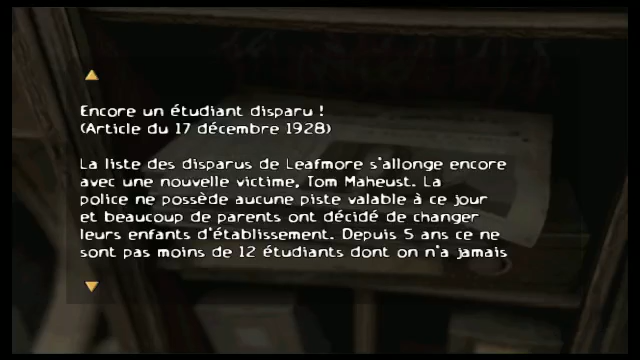 Encore un étudiant disparu !
(Article du 17 décembre 1928)
La liste des disparus de Leafmore s'allonge encore
avec une nouvelle victime, Tom Maheust. La
police ne possède aucune piste valable à ce jour
et beaucoup de parents ont décidé de changer
leurs enfants d'établissement. Depuis 5 ans ce ne
sont pas moins de 12 étudiants dont on n'a jamais